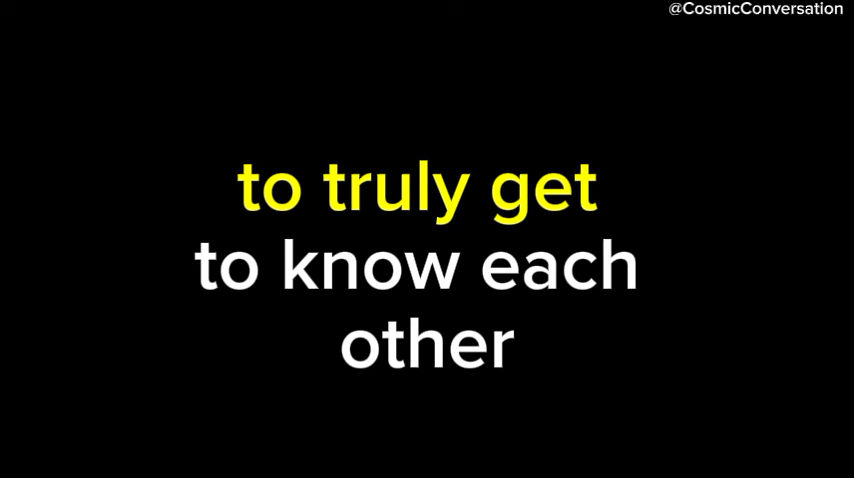 @CosmicConversation
to truly get
to know each
other